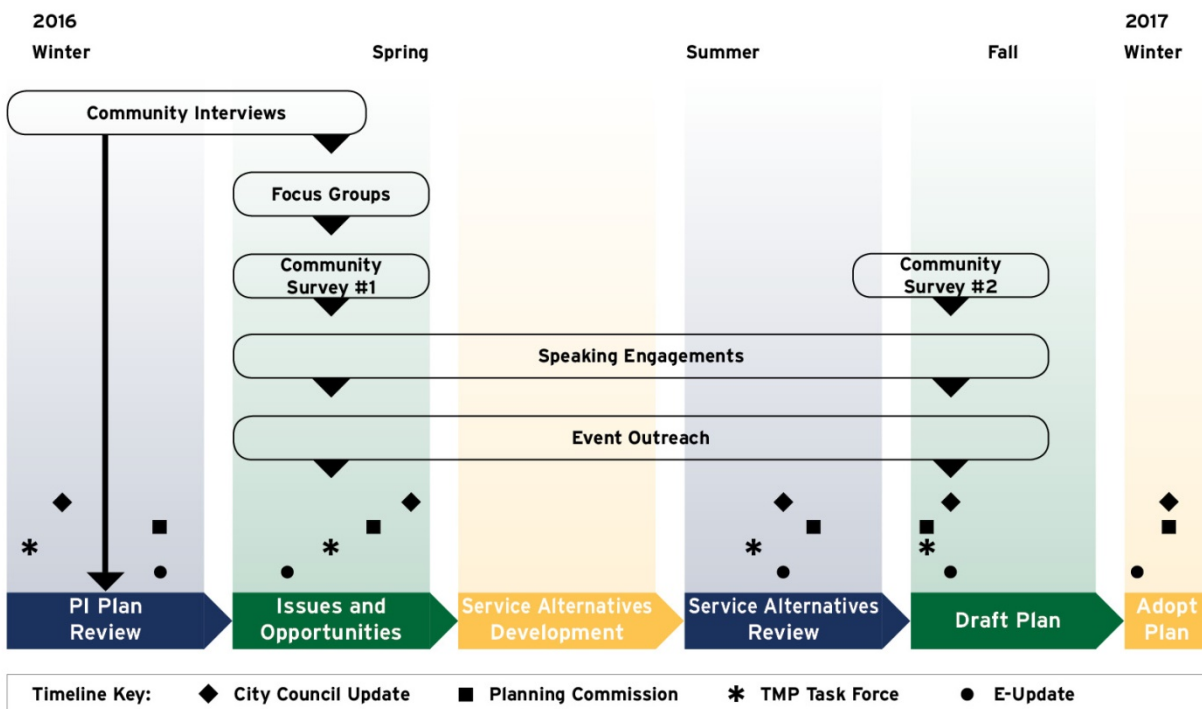 2016
2017
Winter
Spring
Summer
Fall
Winter
Community Interviews
Focus Groups
Community
Survey #1
Community
Survey #2
Speaking Engagements
Event Outreach
PI Plan
Review
Issues and
Opportunities
Service Alternatives
Development
Service Alternatives
Review
Draft Plan
Adopt
Plan
Timeline Key:
City Council Update
Planning Commission
TMP Task Force
E-Update